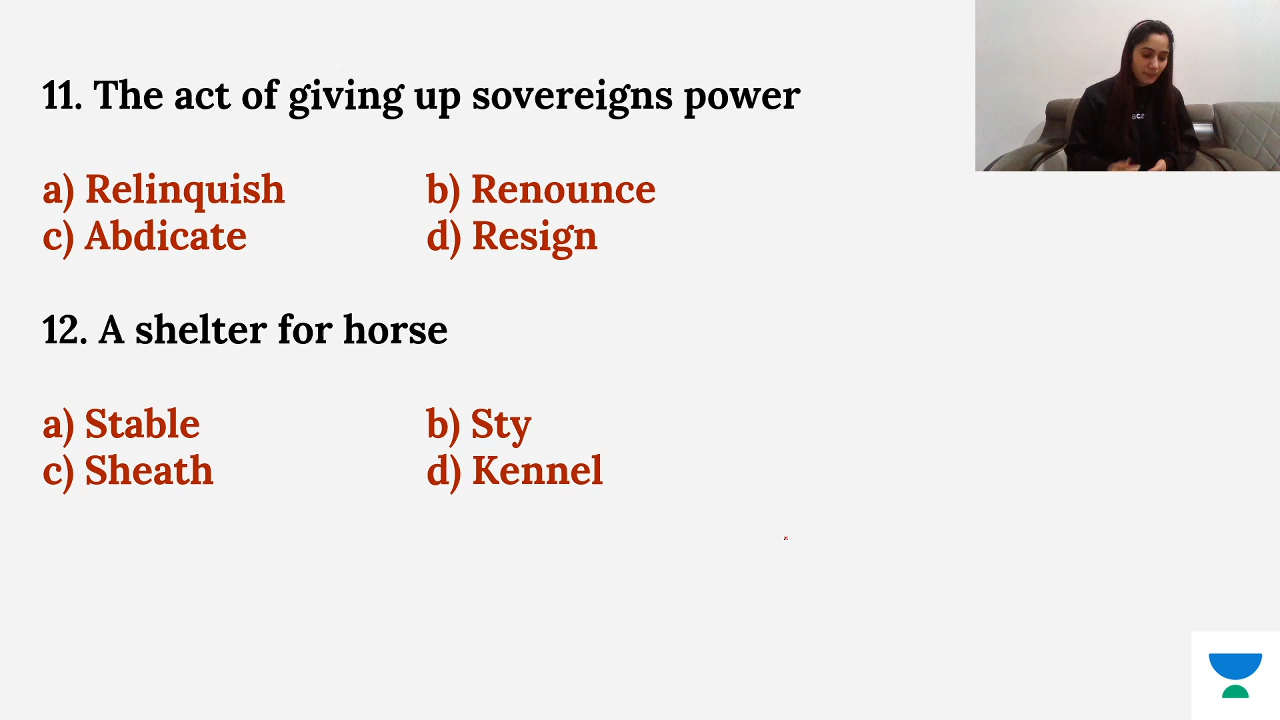 11. The act of giving up sovereigns power
a) Relinquish b) Renounce
c) Abdicate d) Resign
12. A shelter for horse
a) Stable b) Sty
c) Sheath d) Kennel